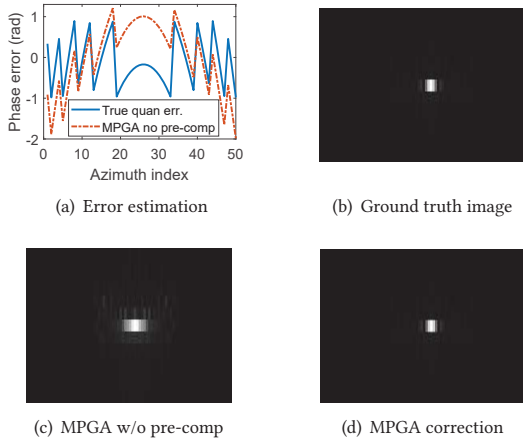 1
0
-1
-2
Phase error (rad)
True quan err.
MPGA no pre-comp
0 10 20 30 40 50
Azimuth index
(a) Error estimation
(b) Ground truth image
(c) MPGA w/o pre-comp
(d) MPGA correction